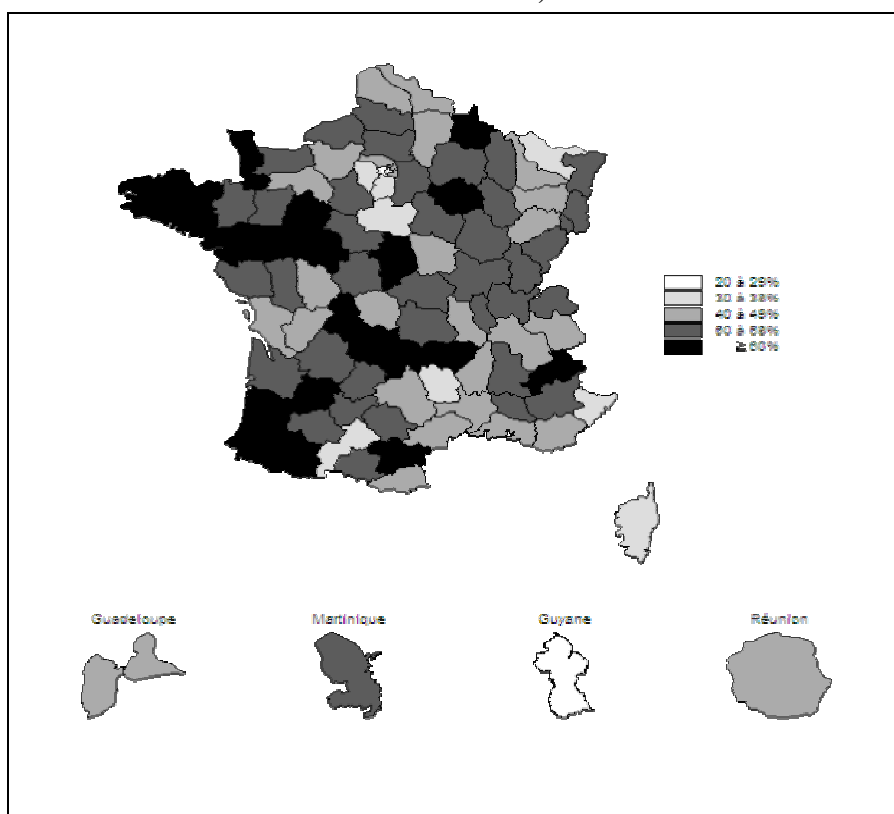 20 à 29%
30 à 39%
40 à 49%
50 à 59%
≥ 60%
Guadeloupe
Martinique
Guyane
Réunion